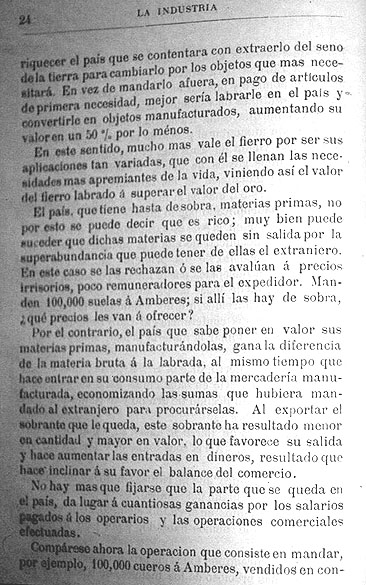 24
LA INDUSTRIA
riquecer el país que se contentara con extraerlo del seno
de la tierra para cambiarlo por los objetos que mas nece-
sitará. En vez de mandarlo afuera, en pago de artículos
de primera necesidad, mejor sería labrarle en el país y
convertirle en objetos manufacturados, aumentando su
valor en un 50 % por lo ménos.
En este sentido, mucho mas vale el fierro por ser sus
aplicaciones tan variadas, que con él se llenan las nece-
sidades mas apremiantes de la vida, viniendo así el valor
del fierro labrado á superar el valor del oro.
El país, que tiene hasta de sobra, materias primas, no
por esto se puede decir que es rico; muy bien puede
suceder que dichas materias se queden sin salida por la
superabundancia que puede tener de ellas el extraniero.
En este caso se las rechazan ó se las avalúan á precios
irrisorios, poco remuneradores para el expedidor. Man-
den 100,000 suelas á Amberes; si allí las hay de sobra,
¿qué precios les van á ofrecer?
Por el contrario, el país que sabe poner en valor sus
materias primas, manufacturándolas, gana la diferencia
de la materia bruta á la labrada, al mismo tiempo que
hace entrar en su consumo parte de la mercadería manu-
facturada, economizando las sumas que hubiera man-
dado al extranjero para procurárselas. Al exportar el
sobrante que le queda, este sobrante ha resultado menor
en cantidad y mayor en valor, lo que favorece su salida
y hace aumentar las entradas en dineros, resultado que
hace inclinar á su favor el balance del comercio.
No hay mas que fijarse que la parte que se queda en
el país, da lugar á cuantiosas ganancias por los salarios
pagados á los operarios y las operaciones comerciales
efectuadas.
Compárese ahora la operacion que consiste en mandar,
por ejemplo, 100,000 cueros á Amberes, vendidos en con-